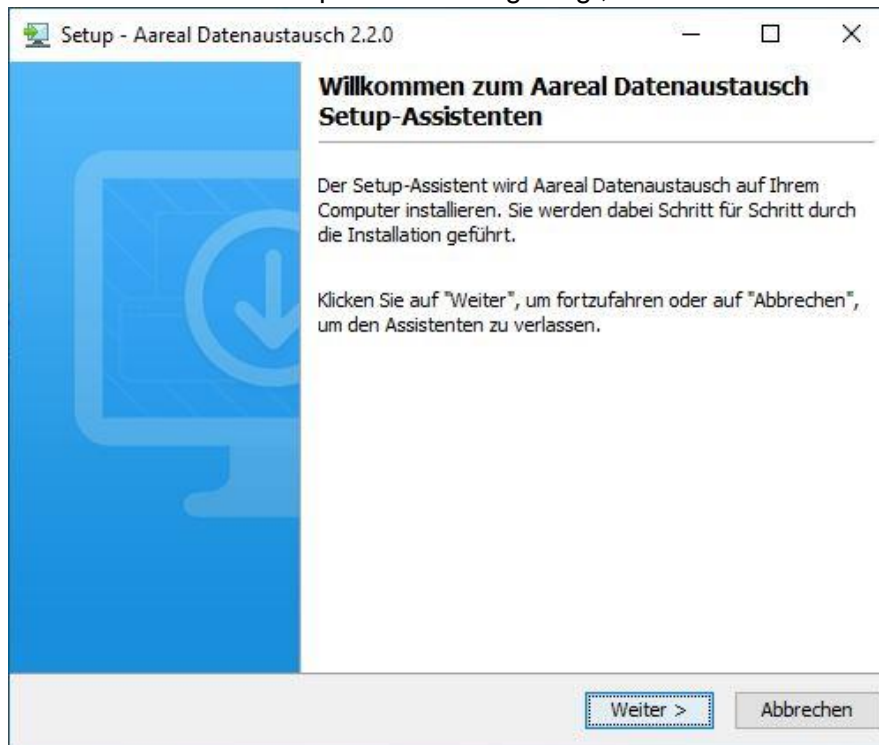 Setup - Aareal Datenaustausch 2.2.0
Willkommen zum Aareal Datenaustausch
Setup-Assistenten
Der Setup-Assistent wird Aareal Datenaustausch auf Ihrem
Computer installieren. Sie werden dabei Schritt für Schritt durch
die Installation geführt.
Klicken Sie auf "Weiter", um fortzufahren oder auf "Abbrechen",
um den Assistenten zu verlassen.
Weiter >
Abbrechen